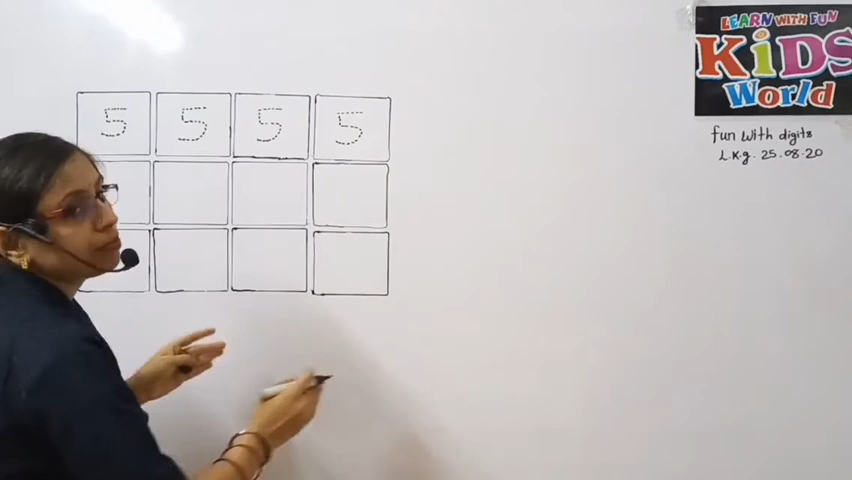 LEARN WITH FUN
KiDS
World
fun with digits
L.K.g. 25.08.20
5 5 5 5